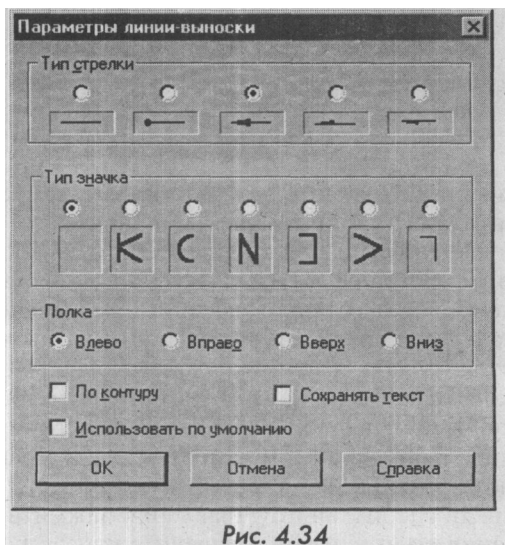 Параметры линии-выноски
Тип стрелки
Тип значка
Полка
Влево Вправо Вверх Вниз
По контуру Сохранять текст
Использовать по умолчанию
OK Отмена Справка
Рис. 4.34